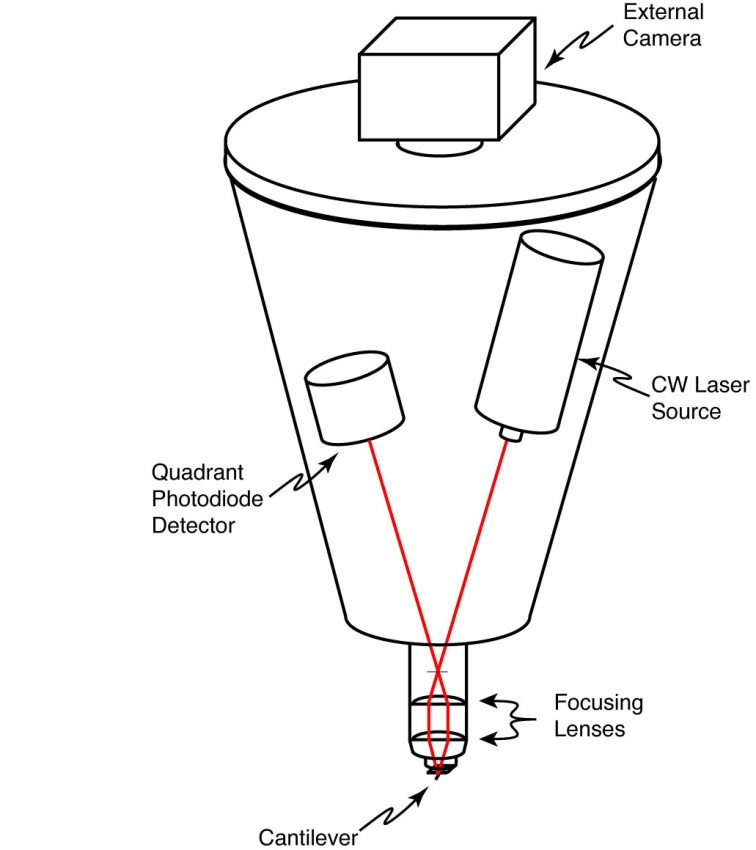 External
Camera
CW Laser
Source
Quadrant
Photodiode
Detector
Focusing
Lenses
Cantilever